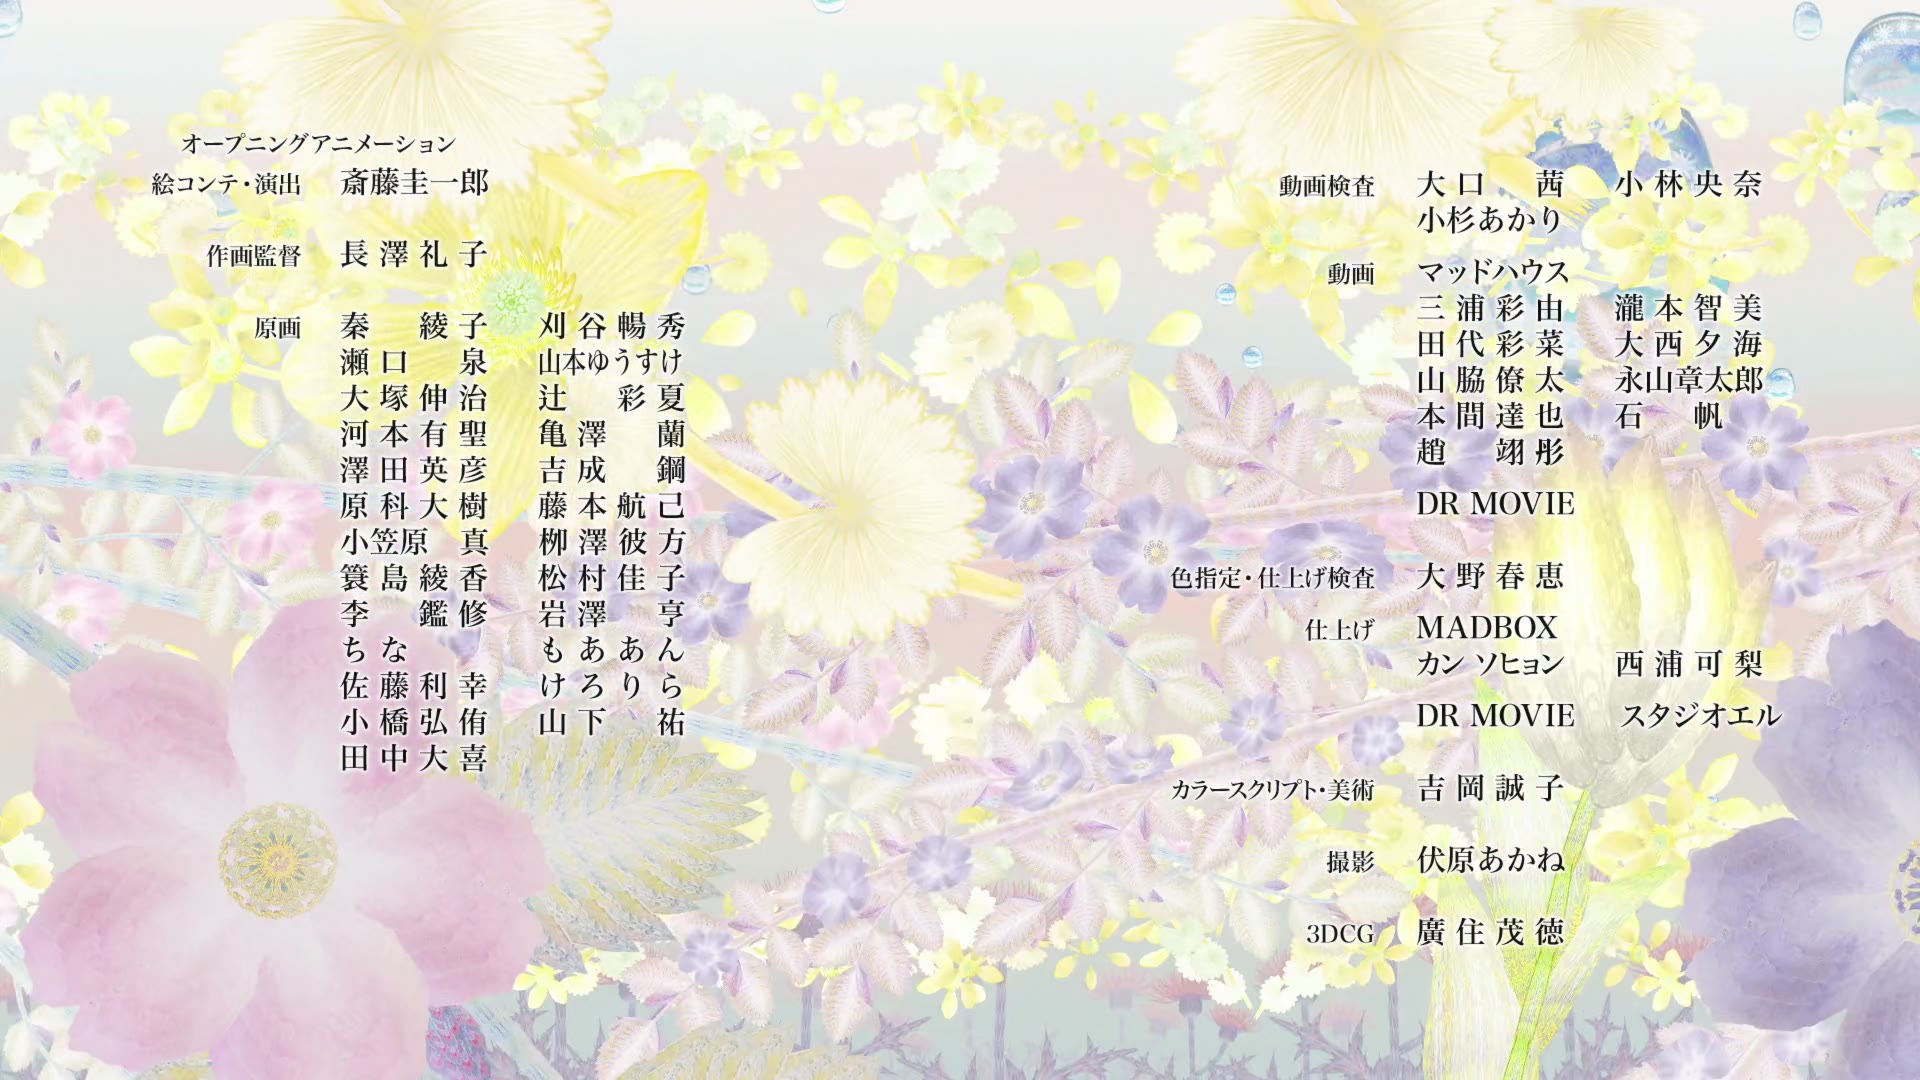 オープニングアニメーション
絵コンテ・演出 斎藤圭一郎
作画監督 長澤礼子
原画 秦 綾子 刈谷暢秀
瀬口 泉 山本ゆうすけ
大塚伸治 辻 彩夏
河本有聖 亀澤 蘭
澤田英彦 吉成 鋼
原科大樹 藤本航己
小笠原 真 栁澤彼方
簑島綾香 松村佳子
李 鑑修 岩澤 亨
ちな もああん
佐藤利幸 けろりら
小橋弘侑 山下 祐
田中大喜
動画検査 大口 茜 小林央奈
小杉あかり
動画 マッドハウス
三浦彩由 瀧本智美
田代彩菜 大西夕海
山脇僚太 永山章太郎
本間達也 石 帆
趙 翊彤
DR MOVIE
色指定・仕上げ検査 大野春恵
仕上げ MADBOX
カン ソヒョン 西浦可梨
DR MOVIE スタジオエル
カラースクリプト・美術 吉岡誠子
撮影 伏原あかね
3DCG 廣住茂徳